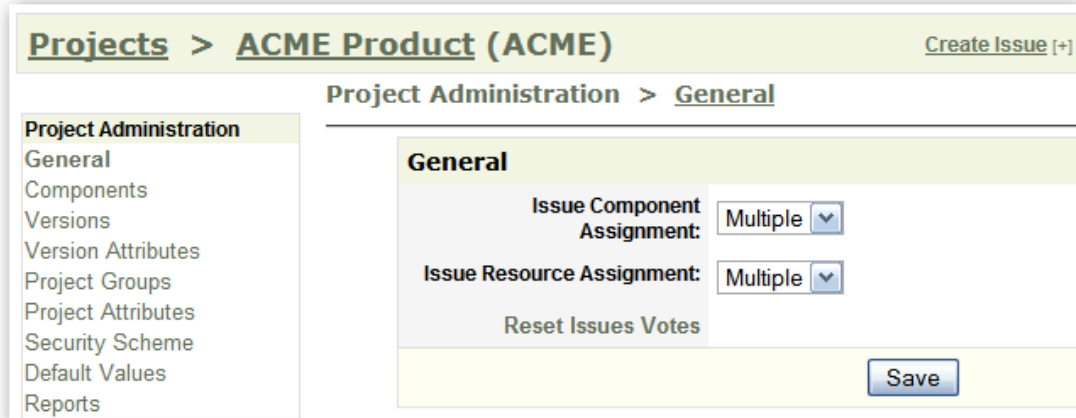 Projects > ACME Product (ACME)
Create Issue [+]
Project Administration > General
Project Administration
General
Components
Versions
Version Attributes
Project Groups
Project Attributes
Security Scheme
Default Values
Reports
General
Issue Component
Assignment:
Multiple
Issue Resource Assignment:
Multiple
Reset Issues Votes
Save